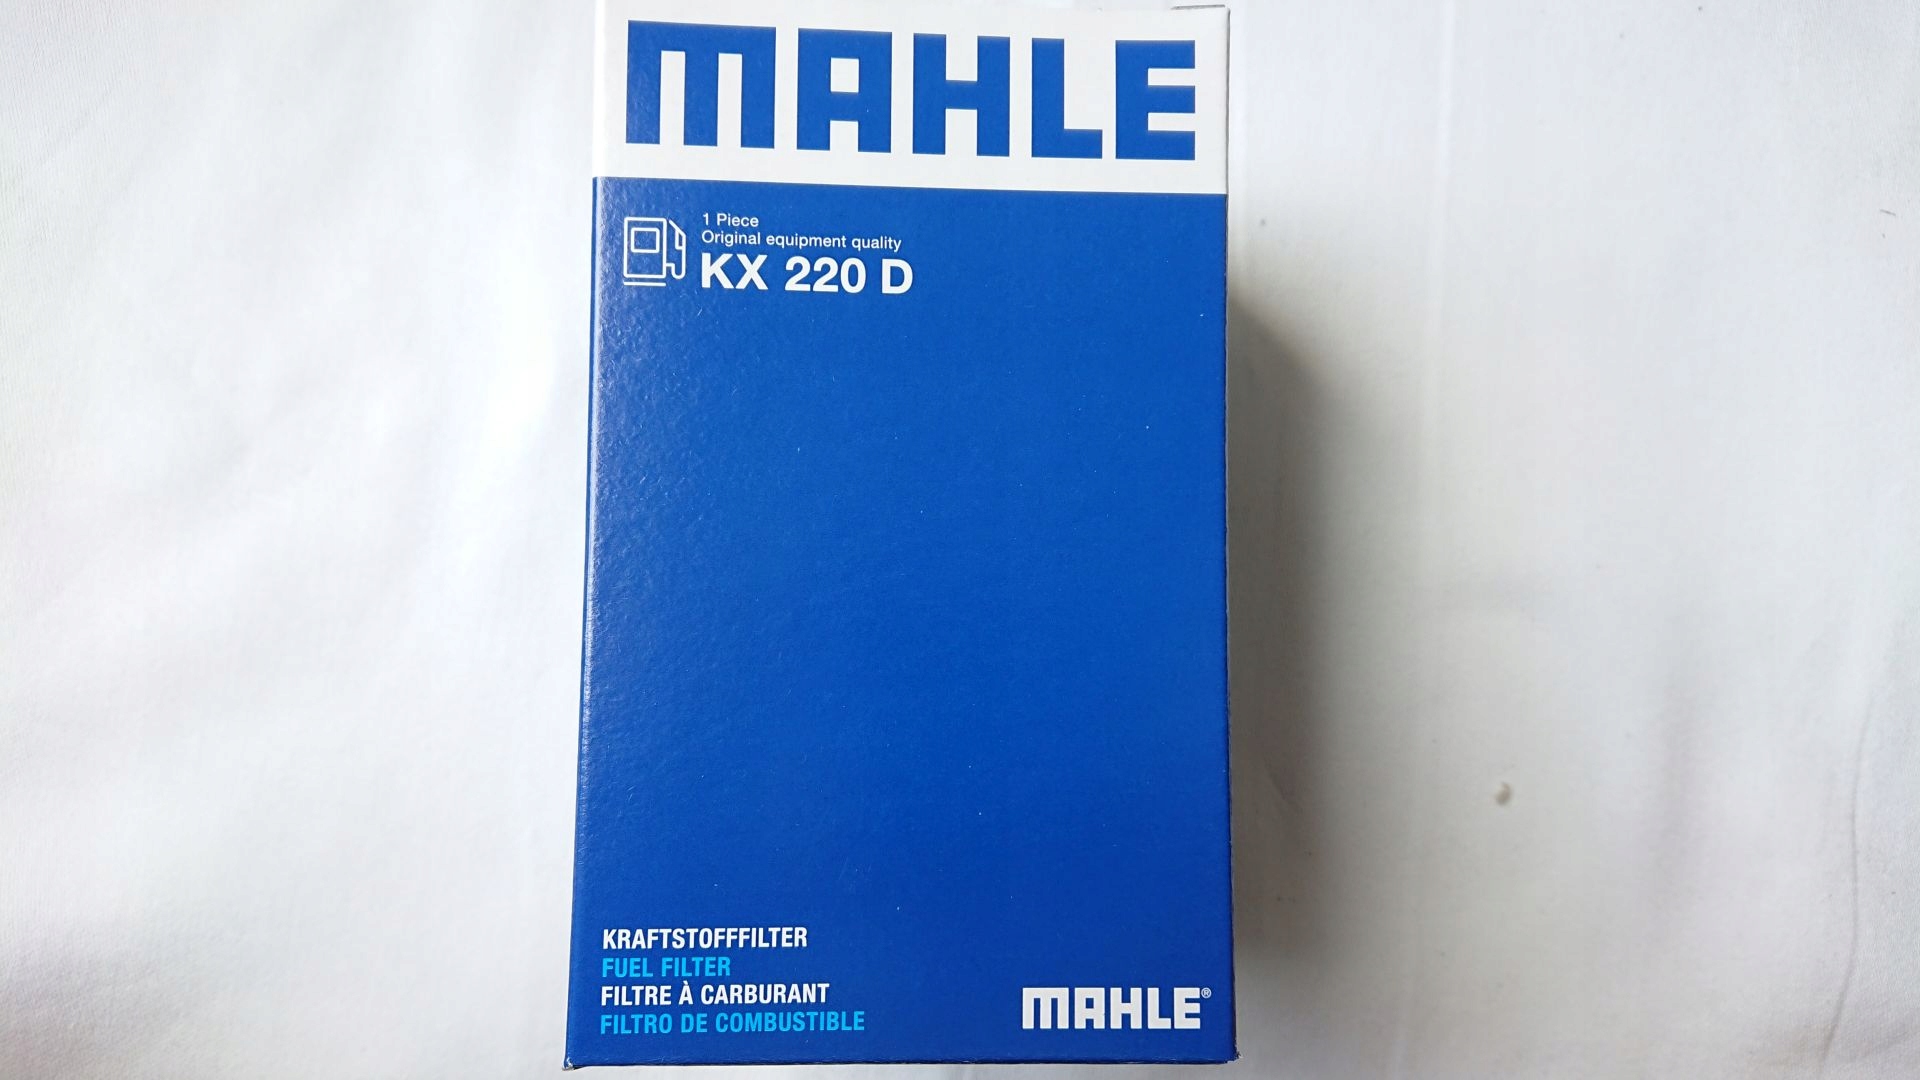 MAHLE
1 Piece
Original equipment quality
KX 220 D
KRAFTSTOFFFILTER
FUEL FILTER
FILTRE À CARBURANT
FILTRO DE COMBUSTIBLE
MAHLE®